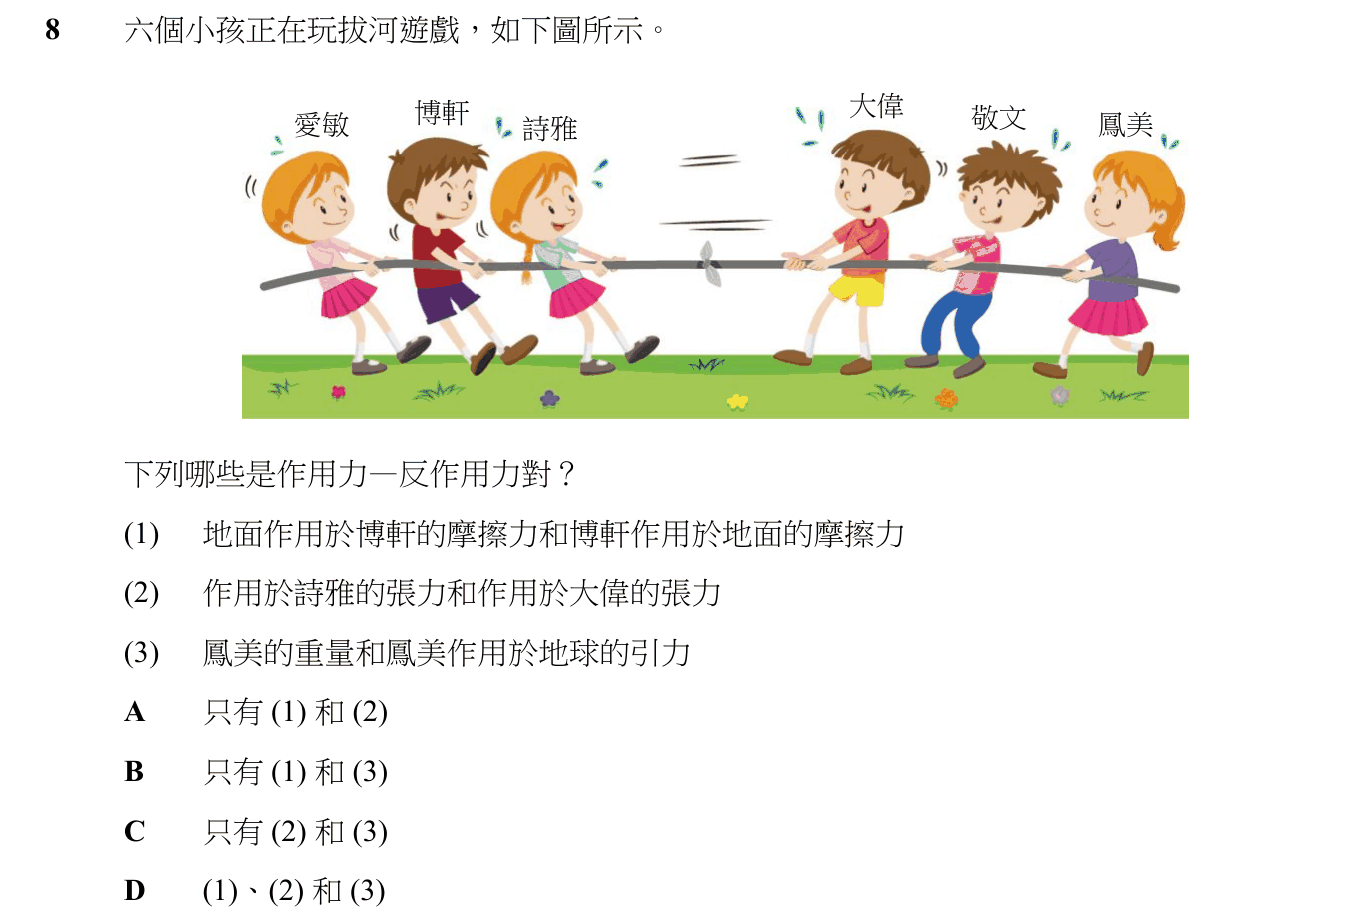 8 六個小孩正在玩拔河遊戲，如下圖所示。
愛敏 博軒 詩雅 大偉 敬文 鳳美
下列哪些是作用力—反作用力對？
(1) 地面作用於博軒的摩擦力和博軒作用於地面的摩擦力
(2) 作用於詩雅的張力和作用於大偉的張力
(3) 鳳美的重量和鳳美作用於地球的引力
A 只有 (1) 和 (2)
B 只有 (1) 和 (3)
C 只有 (2) 和 (3)
D (1)、(2) 和 (3)